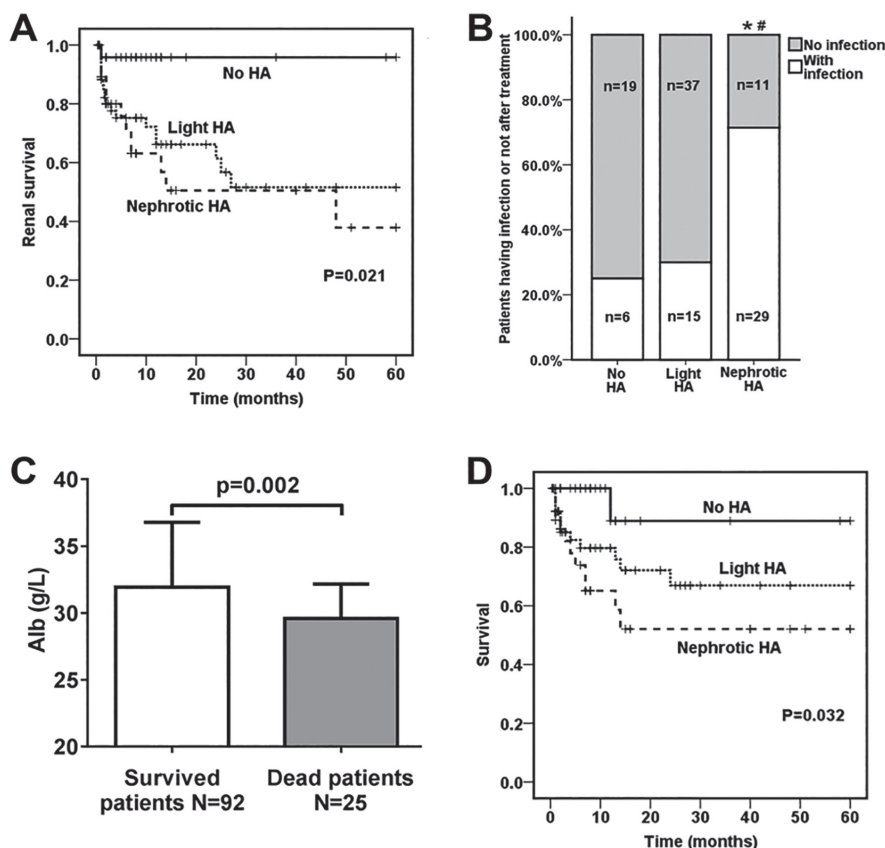 A
Renal survival
1.0
0.8
0.6
0.4
0.2
0.0
No HA
Light HA
Nephrotic HA
P=0.021
0 10 20 30 40 50 60
Time (months)
B
Patients having infection or not after treatment
100.0%
80.0%
60.0%
40.0%
20.0%
0.0%
* #
No infection
With
infection
n=19 n=37 n=11
n=6 n=15 n=29
No
HA
Light
HA
Nephrotic
HA
C
Alb (g/L)
40
35
30
25
20
p=0.002
Survived
patients N=92
Dead patients
N=25
D
Survival
1.0
0.8
0.6
0.4
0.2
0.0
No HA
Light HA
Nephrotic HA
P=0.032
0 10 20 30 40 50 60
Time (months)